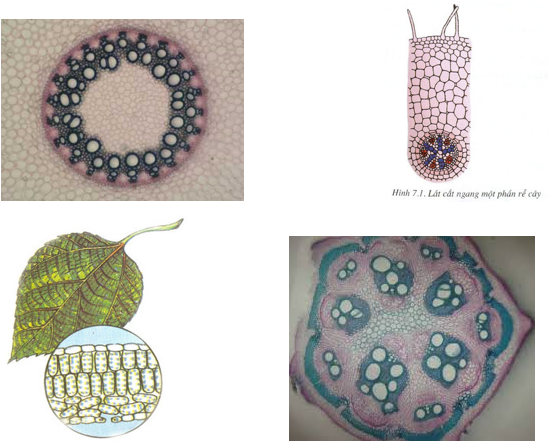 Hình 7.1. Lát cắt ngang một phần rễ cây